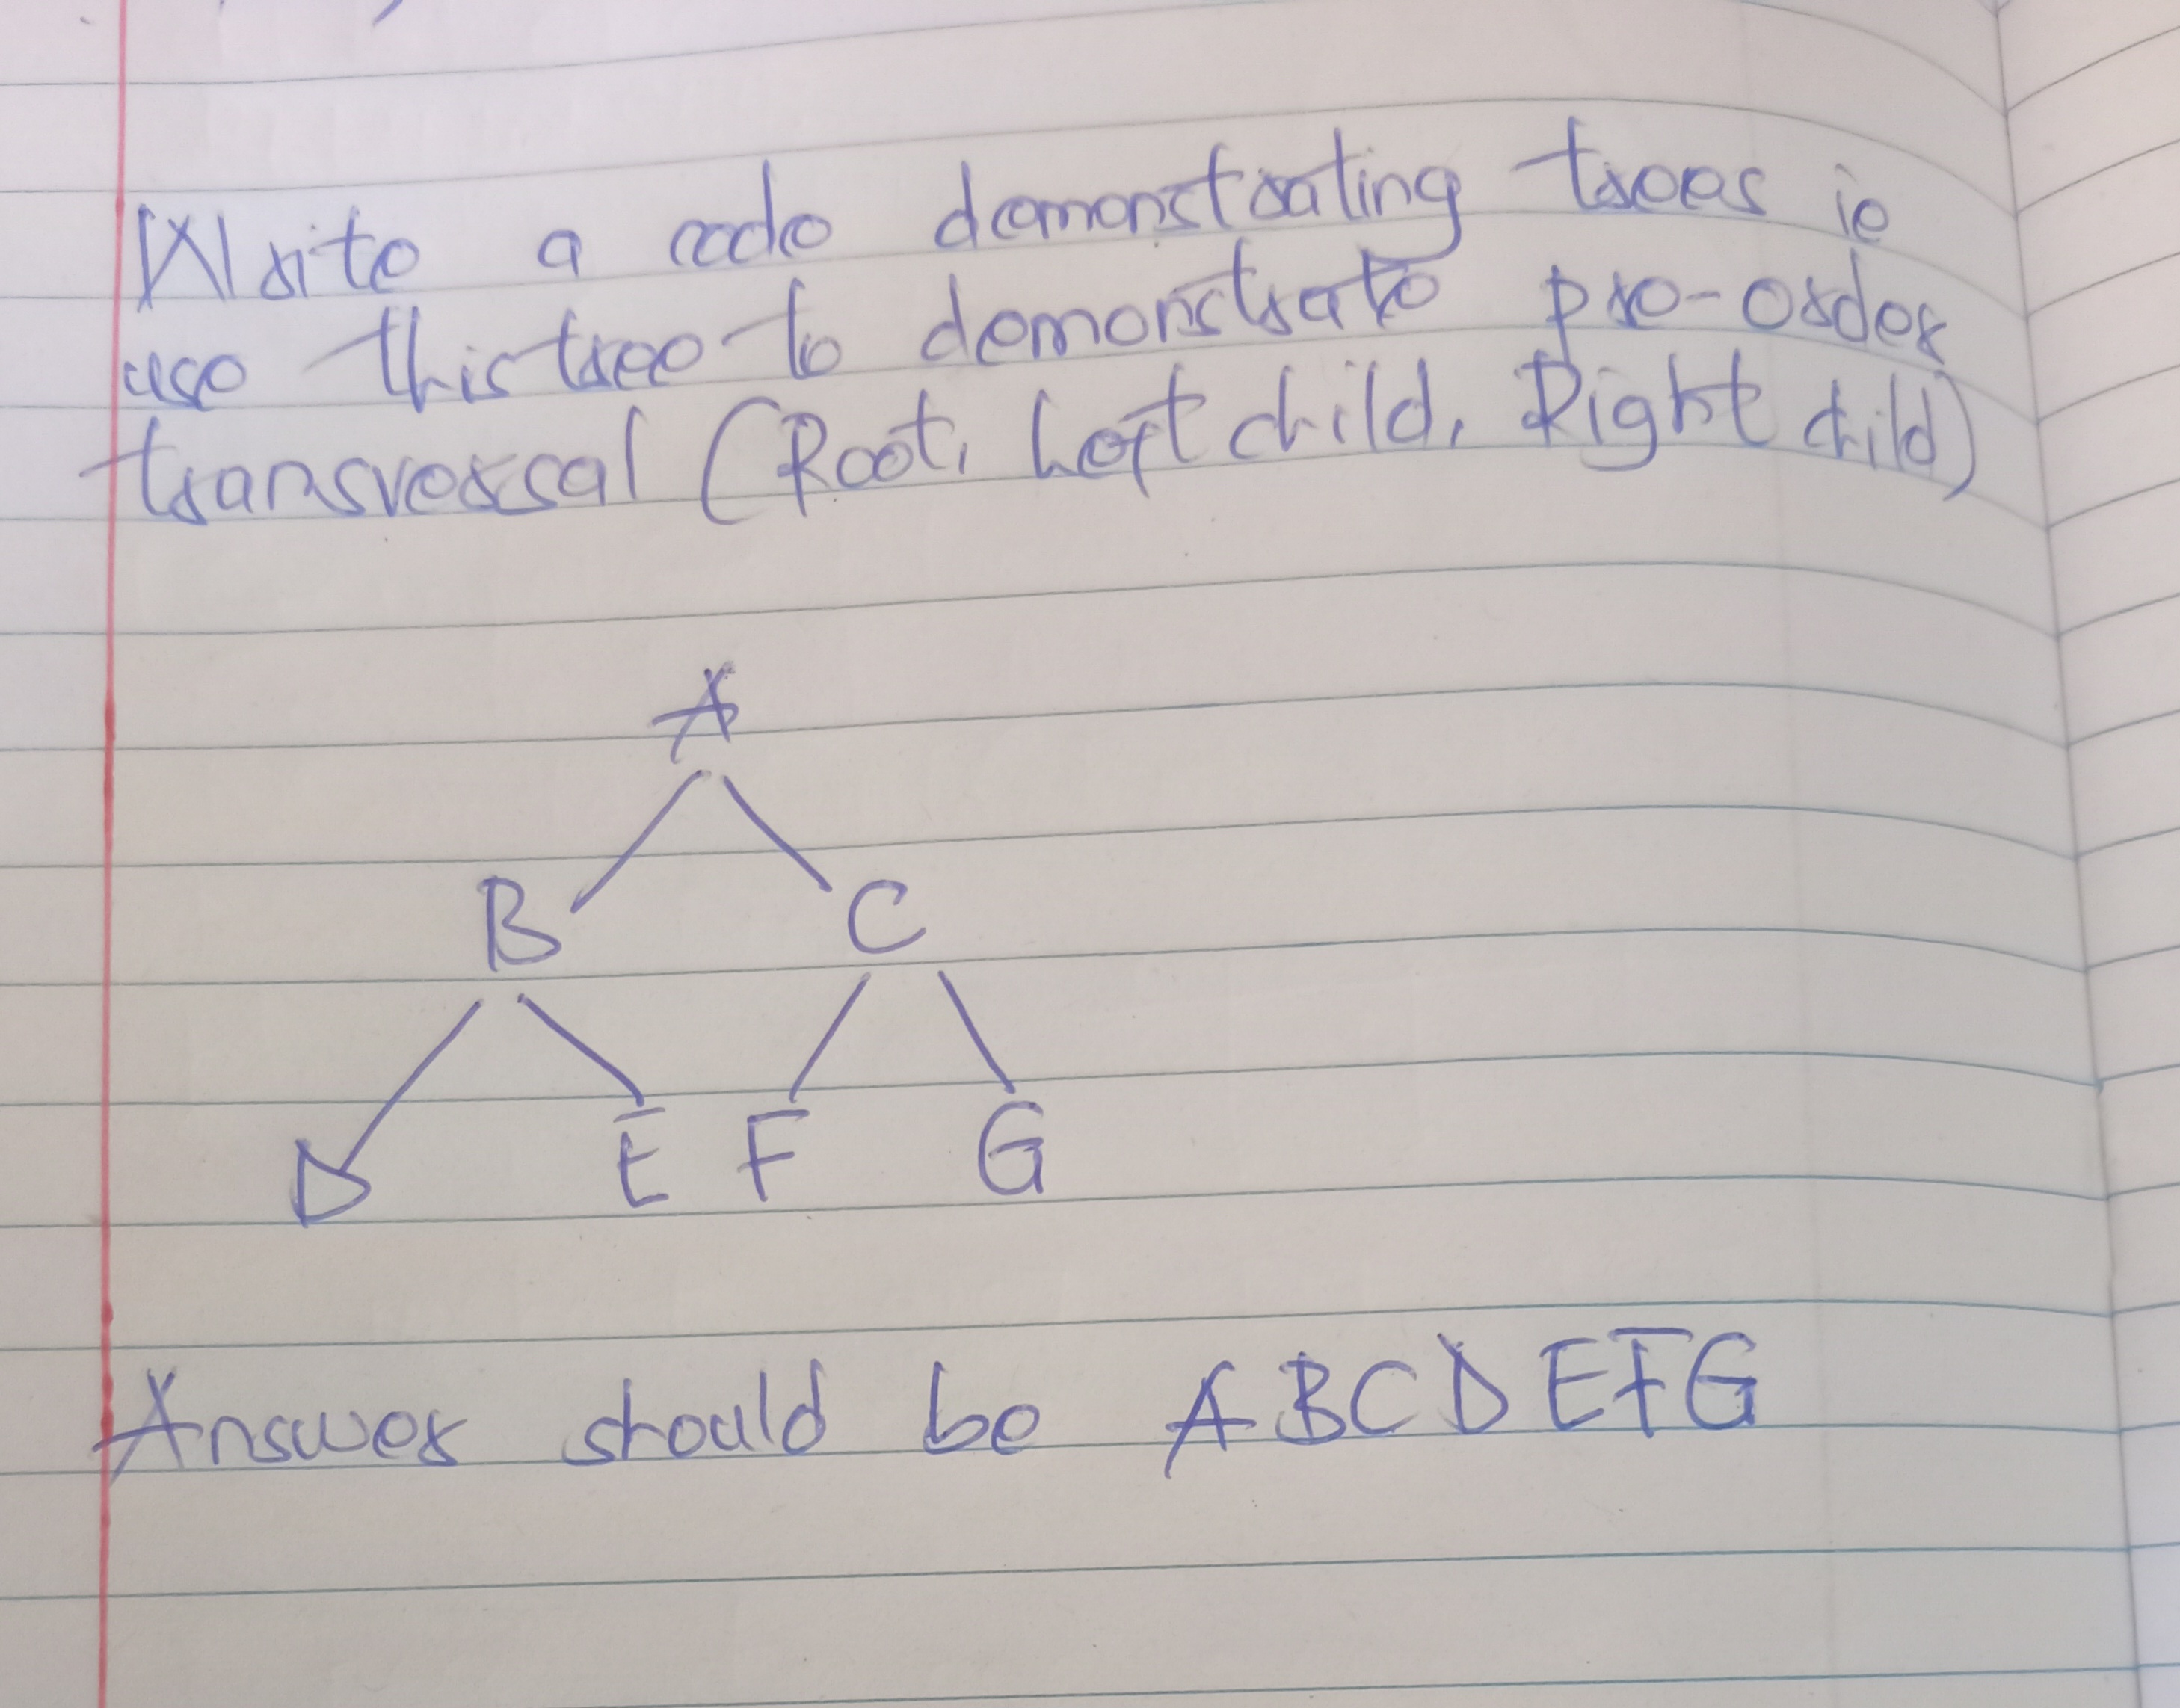 Write a code demonstrating trees ie
use this tree to demonstrate pre-order
transversal (Root, Left child, Right child)
A
B C
D E F G
Answer should be A B C D E F G